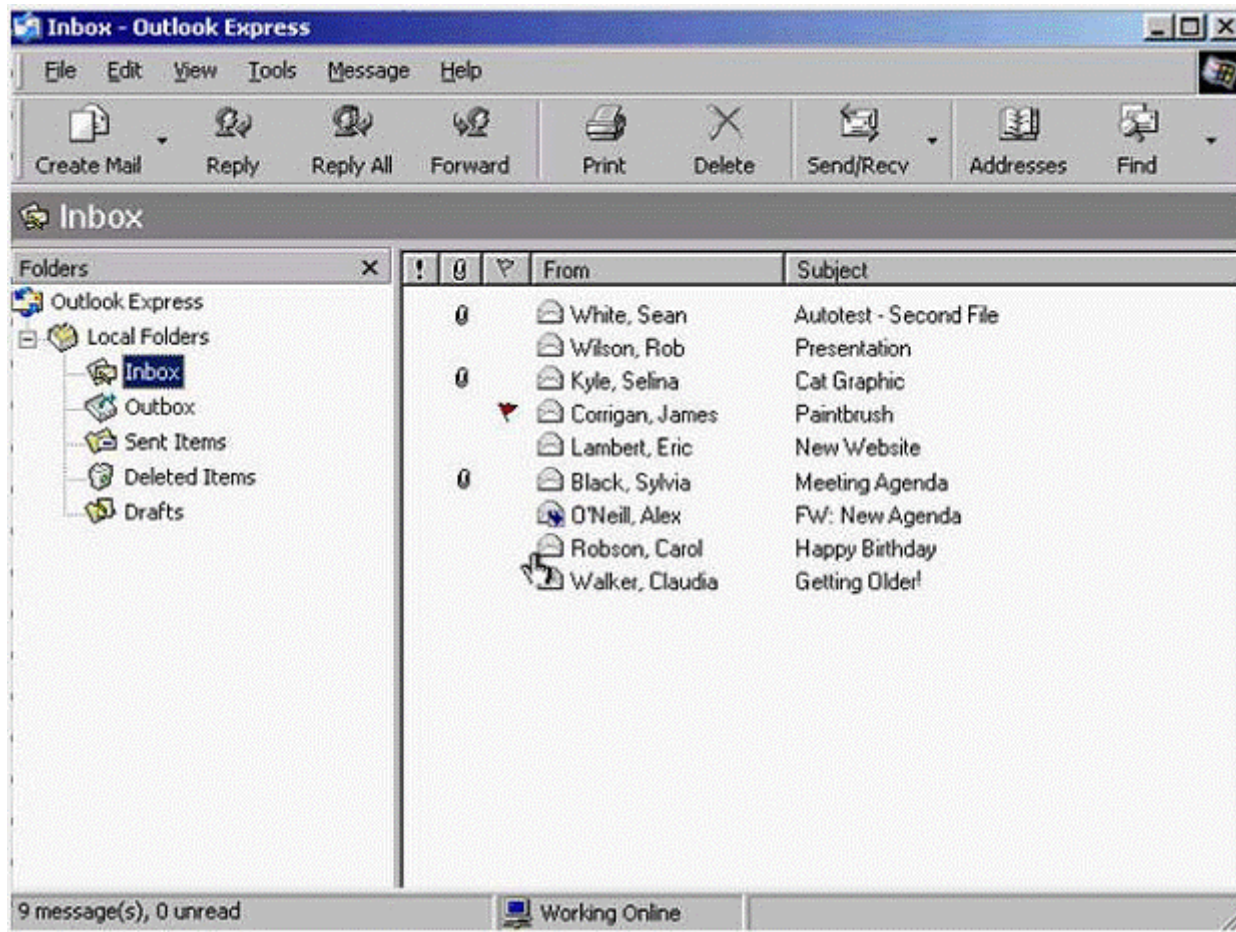 Inbox - Outlook Express
File Edit View Tools Message Help
Create Mail Reply Reply All Forward Print Delete Send/Recv Addresses Find
Inbox
Folders ! From Subject
Outlook Express
Local Folders
Inbox
Outbox
Sent Items
Deleted Items
Drafts
White, Sean Autotest - Second File
Wilson, Rob Presentation
Kyle, Selina Cat Graphic
Corrigan, James Paintbrush
Lambert, Eric New Website
Black, Sylvia Meeting Agenda
O'Neill, Alex FW: New Agenda
Robson, Carol Happy Birthday
Walker, Claudia Getting Older!
9 message(s), 0 unread Working Online